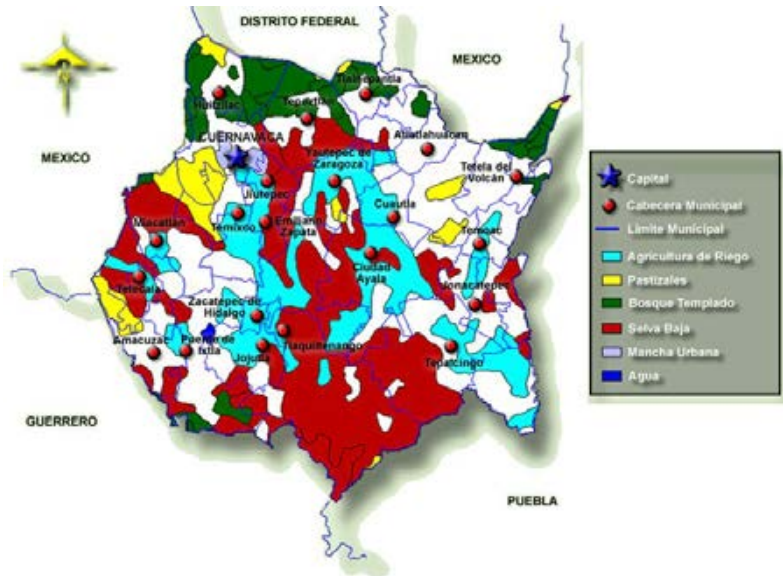 DISTRITO FEDERAL
MEXICO
Tlalnepantla
Huitzilac
Tepoztlán
CUERNAVACA
Atlatlahucan
MEXICO
Yautepec de
Zaragoza
Tetela del
Volcán
Jiutepec
Cuautla
Miacatlán
Temixco
Emiliano
Zapata
Temoac
Ciudad
Ayala
Tetecala
Jonacatepec
Zacatepec de
Hidalgo
Amacuzac
Puente de
Ixtla
Tlaquiltenango
Jojutla
Tepalcingo
GUERRERO
PUEBLA
Capital
Cabecera Municipal
Límite Municipal
Agricultura de Riego
Pastizales
Bosque Templado
Selva Baja
Mancha Urbana
Agua